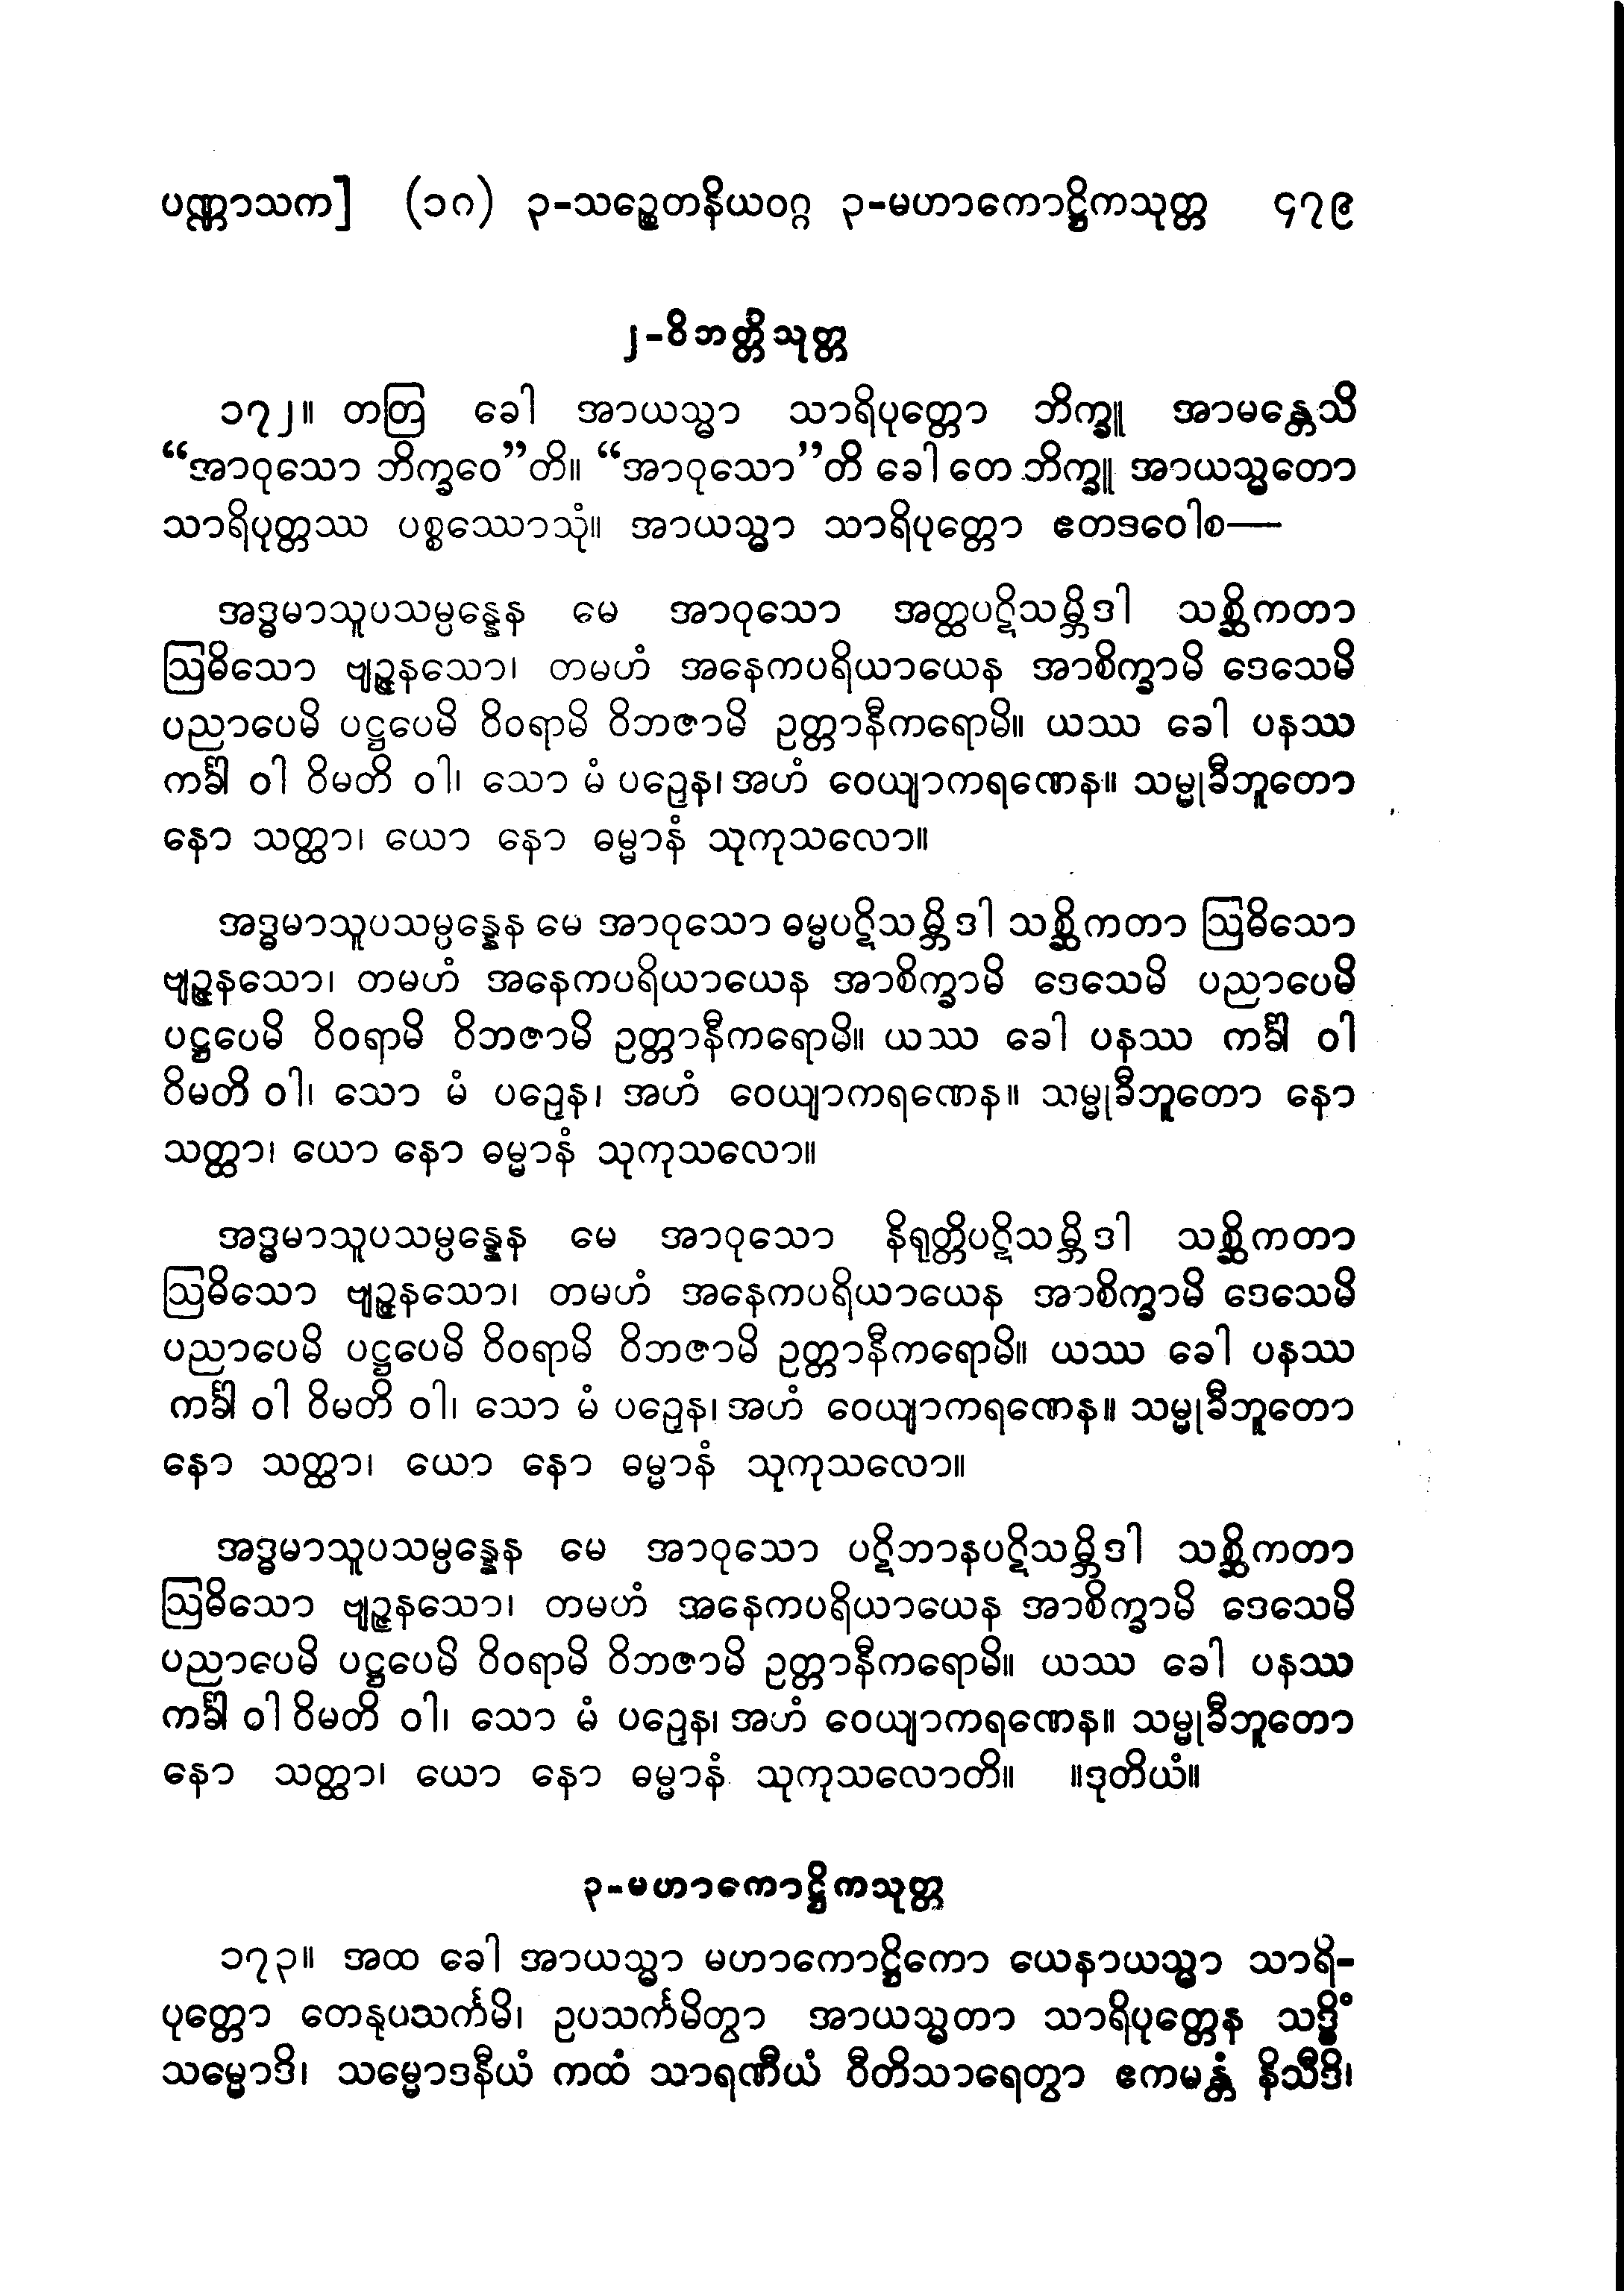 ပဏ္ဏာသက] (၁၈) ၃-သဉ္စေတနိယဝဂ္ဂ ၃-မဟာကောဋ္ဌိကသုတ္တ ၄၇၉
၂-ဝိဘတ္တိသုတ္တ
၁၇၂။ တတြ ခေါ အာယသ္မာ သာရိပုတ္တော ဘိက္ခူ အာမန္တေသိ
“အာဝုသော ဘိက္ခဝေ”တိ။ “အာဝုသော”တိ ခေါ တေ ဘိက္ခူ အာယသ္မတော
သာရိပုတ္တဿ ပစ္စဿောသုံ။ အာယသ္မာ သာရိပုတ္တော ဧတဒဝေါစ—
အဒ္ဓမာသူပသမ္ပန္နေန မေ အာဝုသော အတ္ထပဋိသမ္ဘိဒါ သစ္ဆိကတာ
ဩဓိသော ဗျဉ္ဇနသော၊ တမဟံ အနေကပရိယာယေန အာစိက္ခာမိ ဒေသေမိ
ပညာပေမိ ပဋ္ဌပေမိ ဝိဝရာမိ ဝိဘဇာမိ ဥတ္တာနီကရောမိ။ ယဿ ခေါ ပနဿ
ကင်္ခါ ဝါ ဝိမတိ ဝါ၊ သော မံ ပဉှေန၊ အဟံ ဝေယျာကရဏေန။ သမ္မုခီဘူတော
နော သတ္ထာ၊ ယော နော ဓမ္မာနံ သုကုသလော။
အဒ္ဓမာသူပသမ္ပန္နေန မေ အာဝုသော ဓမ္မပဋိသမ္ဘိဒါ သစ္ဆိကတာ ဩဓိသော
ဗျဉ္ဇနသော၊ တမဟံ အနေကပရိယာယေန အာစိက္ခာမိ ဒေသေမိ ပညာပေမိ
ပဋ္ဌပေမိ ဝိဝရာမိ ဝိဘဇာမိ ဥတ္တာနီကရောမိ။ ယဿ ခေါ ပနဿ ကင်္ခါ ဝါ
ဝိမတိ ဝါ၊ သော မံ ပဉှေန၊ အဟံ ဝေယျာကရဏေန။ သမ္မုခီဘူတော နော
သတ္ထာ၊ ယော နော ဓမ္မာနံ သုကုသလော။
အဒ္ဓမာသူပသမ္ပန္နေန မေ အာဝုသော နိရုတ္တိပဋိသမ္ဘိဒါ သစ္ဆိကတာ
ဩဓိသော ဗျဉ္ဇနသော၊ တမဟံ အနေကပရိယာယေန အာစိက္ခာမိ ဒေသေမိ
ပညာပေမိ ပဋ္ဌပေမိ ဝိဝရာမိ ဝိဘဇာမိ ဥတ္တာနီကရောမိ။ ယဿ ခေါ ပနဿ
ကင်္ခါ ဝါ ဝိမတိ ဝါ၊ သော မံ ပဉှေန၊ အဟံ ဝေယျာကရဏေန။ သမ္မုခီဘူတော
နော သတ္ထာ၊ ယော နော ဓမ္မာနံ သုကုသလော။
အဒ္ဓမာသူပသမ္ပန္နေန မေ အာဝုသော ပဋိဘာနပဋိသမ္ဘိဒါ သစ္ဆိကတာ
ဩဓိသော ဗျဉ္ဇနသော၊ တမဟံ အနေကပရိယာယေန အာစိက္ခာမိ ဒေသေမိ
ပညာပေမိ ပဋ္ဌပေမိ ဝိဝရာမိ ဝိဘဇာမိ ဥတ္တာနီကရောမိ။ ယဿ ခေါ ပနဿ
ကင်္ခါ ဝါ ဝိမတိ ဝါ၊ သော မံ ပဉှေန၊ အဟံ ဝေယျာကရဏေန။ သမ္မုခီဘူတော
နော သတ္ထာ၊ ယော နော ဓမ္မာနံ သုကုသလောတိ။ ။ဒုတိယံ။
၃-မဟာကောဋ္ဌိကသုတ္တ
၁၇၃။ အထ ခေါ အာယသ္မာ မဟာကောဋ္ဌိကော ယေနာယသ္မာ သာရိ-
ပုတ္တော တေနုပသင်္ကမိ၊ ဥပသင်္ကမိတွာ အာယသ္မတာ သာရိပုတ္တေန သဒ္ဓိံ
သမ္မောဒိ၊ သမ္မောဒနီယံ ကထံ သာရဏီယံ ဝီတိသာရေတွာ ဧကမန္တံ နိသီဒိ၊